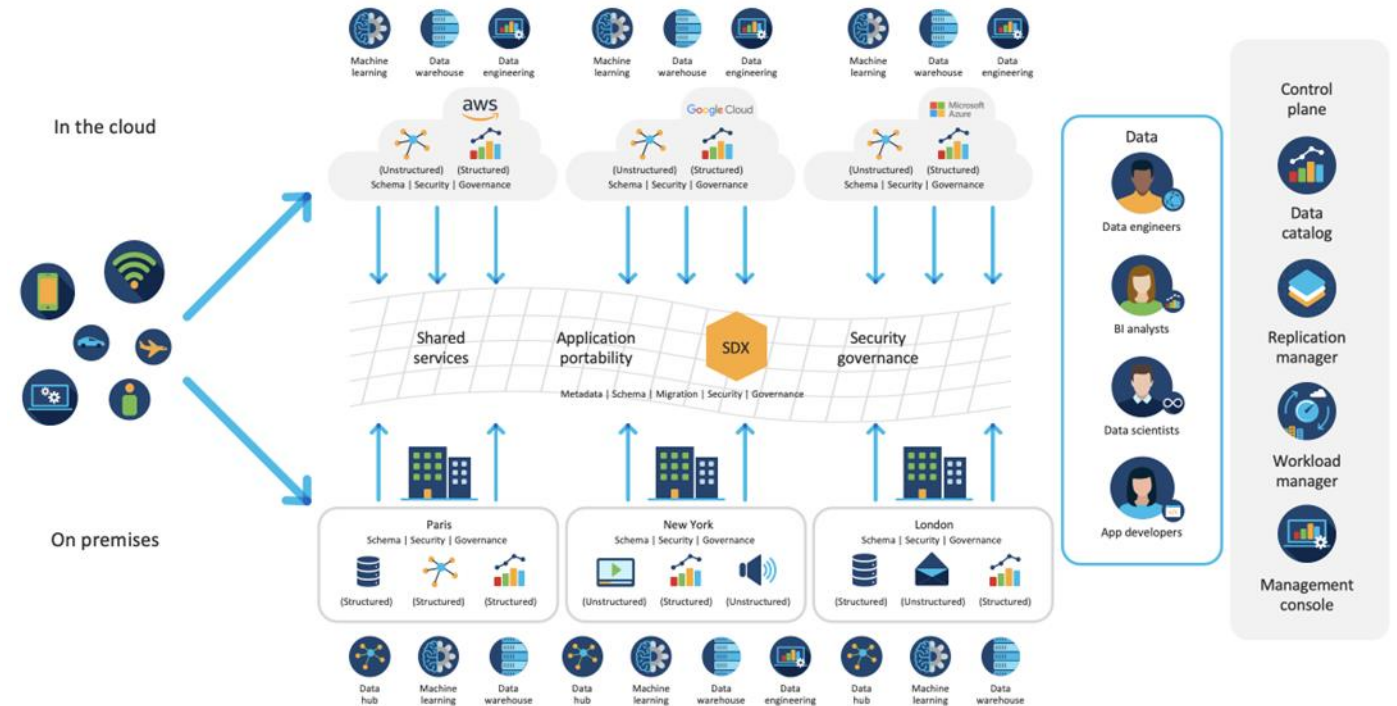 Machine
learning
Data
warehouse
Data
engineering
Machine
learning
Data
warehouse
Data
engineering
Machine
learning
Data
warehouse
Data
engineering
In the cloud
aws
(Unstructured)
(Structured)
Schema | Security | Governance
Google Cloud
(Unstructured)
(Structured)
Schema | Security | Governance
Microsoft
Azure
(Unstructured)
(Structured)
Schema | Security | Governance
Shared
services
Application
portability
SDX
Security
governance
Metadata | Schema | Migration | Security | Governance
On premises
Paris
Schema | Security | Governance
(Structured)
(Structured)
(Structured)
New York
Schema | Security | Governance
(Unstructured)
(Structured)
(Unstructured)
London
Schema | Security | Governance
(Structured)
(Unstructured)
(Structured)
Data
hub
Machine
learning
Data
warehouse
Data
hub
Machine
learning
Data
warehouse
Data
engineering
Data
hub
Machine
learning
Data
warehouse
Data
Data engineers
BI analysts
Data scientists
App developers
Control
plane
Data
catalog
Replication
manager
Workload
manager
Management
console